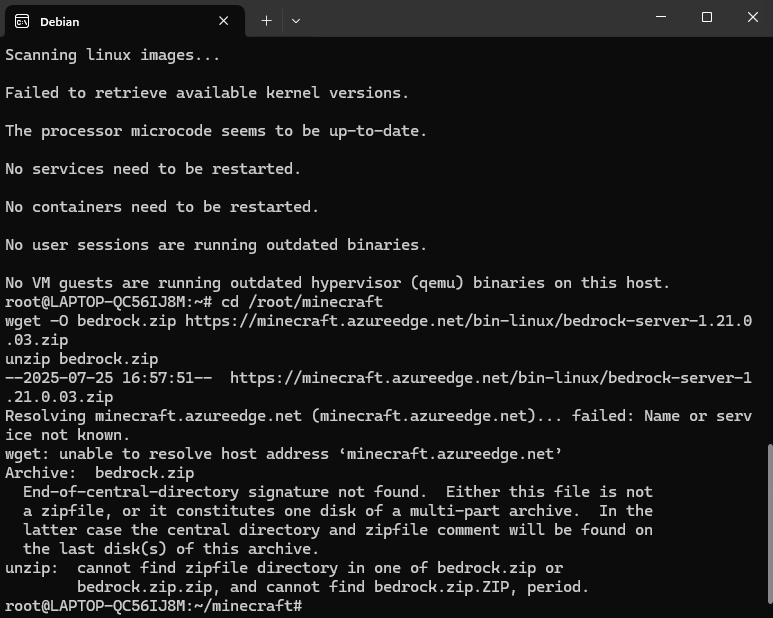 Debian
Scanning linux images...
Failed to retrieve available kernel versions.
The processor microcode seems to be up-to-date.
No services need to be restarted.
No containers need to be restarted.
No user sessions are running outdated binaries.
No VM guests are running outdated hypervisor (qemu) binaries on this host.
root@LAPTOP-QC56IJ8M:~# cd /root/minecraft
wget -O bedrock.zip https://minecraft.azureedge.net/bin-linux/bedrock-server-1.21.0
.03.zip
unzip bedrock.zip
--2025-07-25 16:57:51--  https://minecraft.azureedge.net/bin-linux/bedrock-server-1
.21.0.03.zip
Resolving minecraft.azureedge.net (minecraft.azureedge.net)... failed: Name or serv
ice not known.
wget: unable to resolve host address ‘minecraft.azureedge.net’
Archive:  bedrock.zip
  End-of-central-directory signature not found.  Either this file is not
  a zipfile, or it constitutes one disk of a multi-part archive.  In the
  latter case the central directory and zipfile comment will be found on
  the last disk(s) of this archive.
unzip:  cannot find zipfile directory in one of bedrock.zip or
        bedrock.zip.zip, and cannot find bedrock.zip.ZIP, period.
root@LAPTOP-QC56IJ8M:~/minecraft#